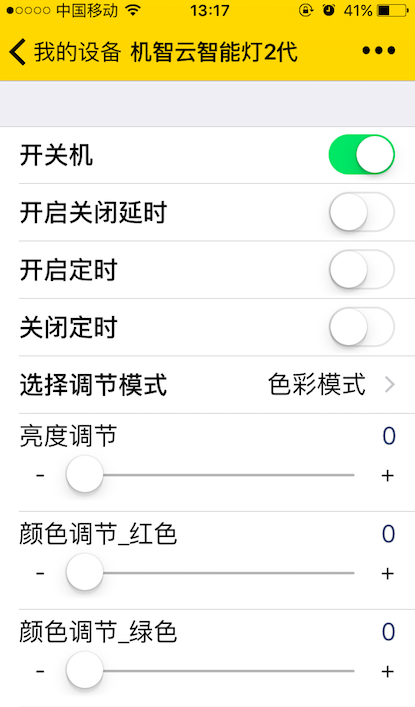 中国移动 13:17 41%
我的设备 机智云智能灯2代
开关机
开启关闭延时
开启定时
关闭定时
选择调节模式 色彩模式
亮度调节 0
- +
颜色调节_红色 0
- +
颜色调节_绿色 0
- +